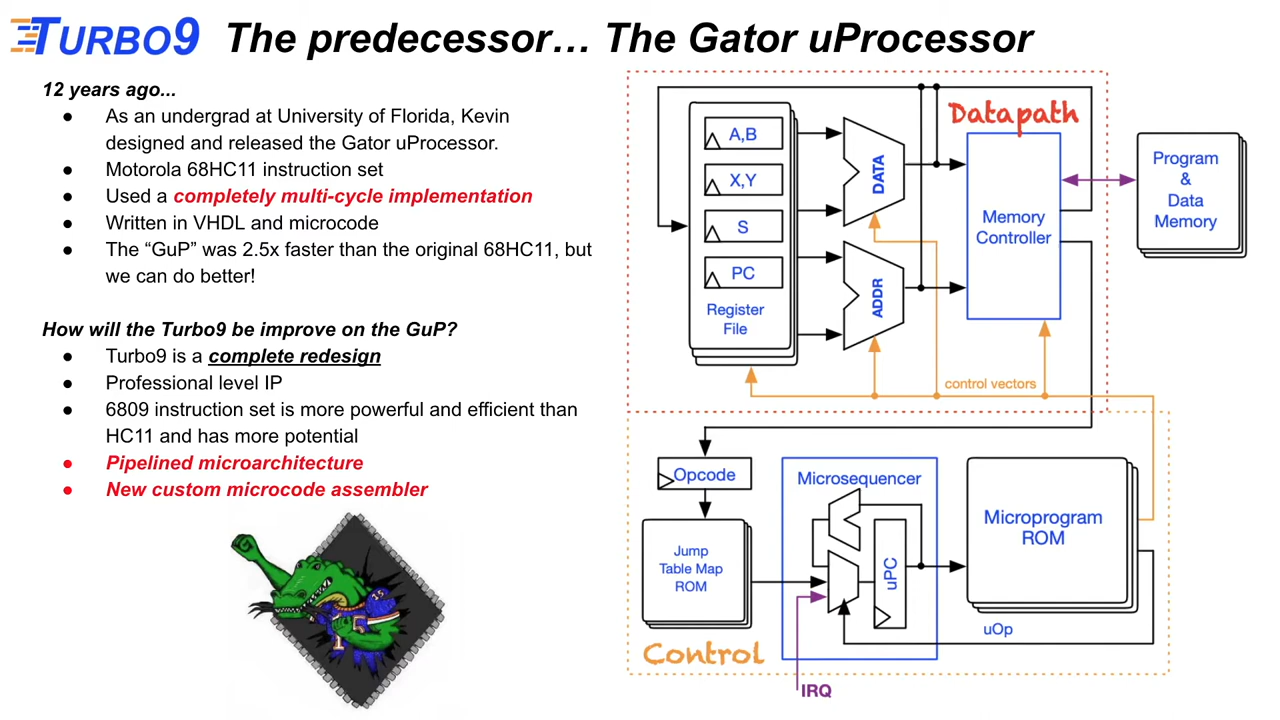 TURBO9 The predecessor… The Gator uProcessor
12 years ago...
● As an undergrad at University of Florida, Kevin
designed and released the Gator uProcessor.
● Motorola 68HC11 instruction set
● Used a completely multi-cycle implementation
● Written in VHDL and microcode
● The “GuP” was 2.5x faster than the original 68HC11, but
we can do better!
How will the Turbo9 be improve on the GuP?
● Turbo9 is a complete redesign
● Professional level IP
● 6809 instruction set is more powerful and efficient than
HC11 and has more potential
● Pipelined microarchitecture
● New custom microcode assembler
Datapath
A,B
X,Y
S
PC
Register
File
DATA
ADDR
Memory
Controller
Program
&
Data
Memory
control vectors
Opcode
Jump
Table Map
ROM
Microsequencer
uPC
Microprogram
ROM
uOp
Control
IRQ